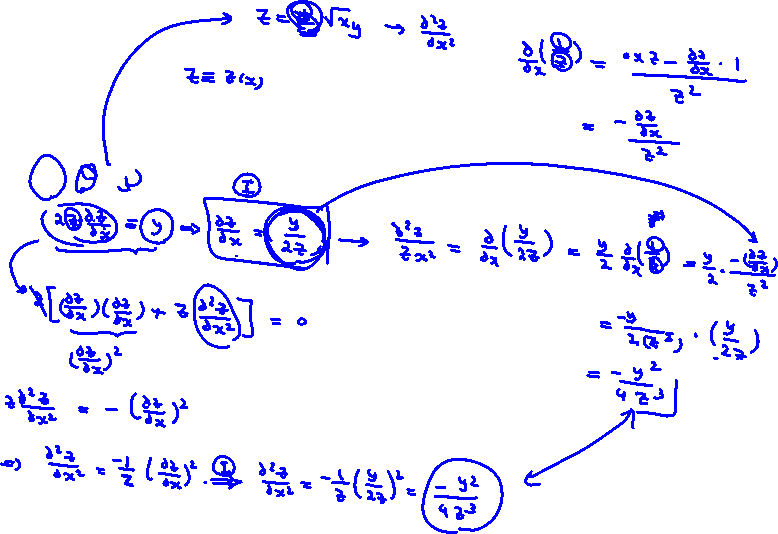 z = √xy → ∂²z/∂x²
z ≡ z(x)
∂/∂x (1/z) = (0×z − ∂z/∂x · 1)/z²
= (−∂z/∂x)/z²
I
2z ∂z/∂x = y ⇒ ∂z/∂x = y/2z → ∂²z/zx² = ∂/∂x (y/2z) = y/2 ∂/∂x (1/z) = y/2 · −(∂z/∂x)/z²
2[(∂z/∂x)(∂z/∂x) + z ∂²z/∂x²] = 0
(∂z/∂x)²
= −y/2(z²) · (y/2z)
= −y²/4z³
z ∂²z/∂x² = −(∂z/∂x)²
⇒ ∂²z/∂x² = −1/z (∂z/∂x)² · I ⇒ ∂²z/∂x² = −1/z (y/2z)² = −y²/4z³